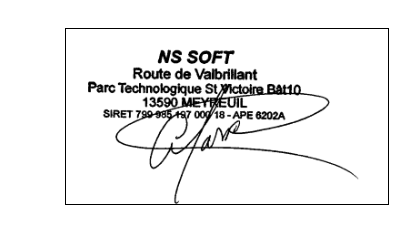 NS SOFT
Route de Valbrillant
Parc Technologique St Victoire Bât10
13590 MEYREUIL
SIRET 799 985 197 000 18 - APE 6202A